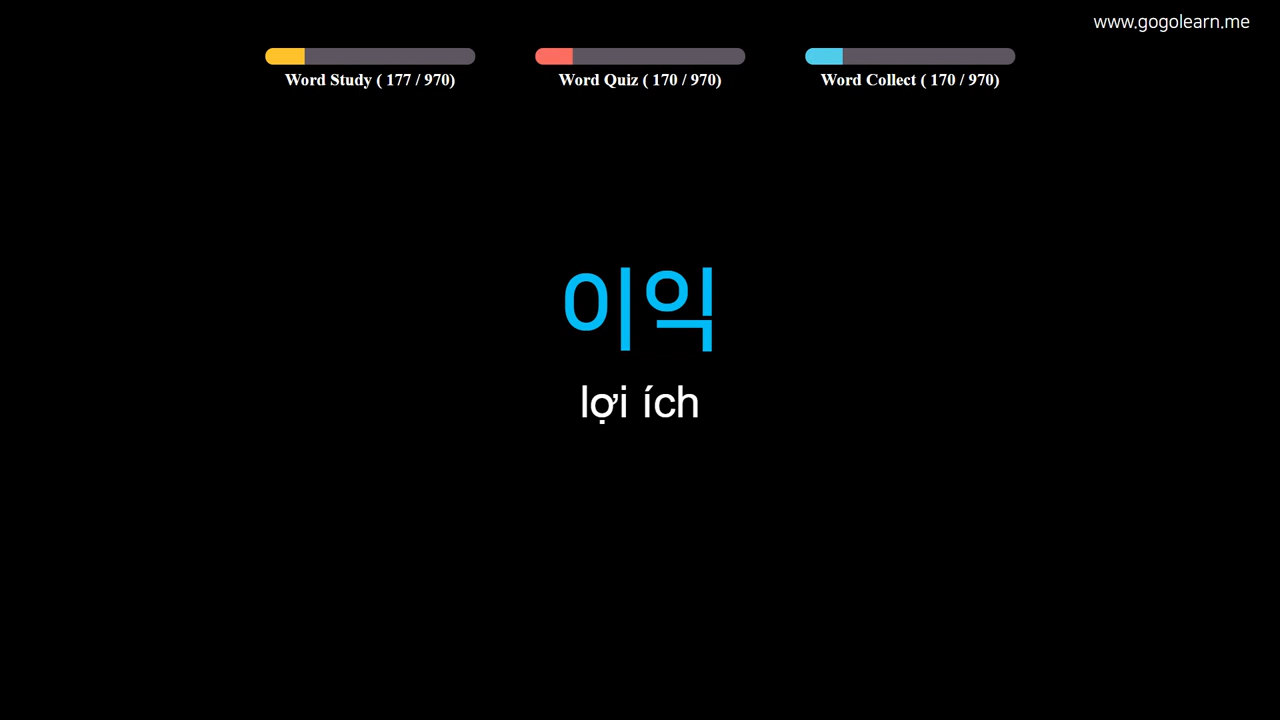 www.gogolearn.me
Word Study ( 177 / 970)
Word Quiz ( 170 / 970)
Word Collect ( 170 / 970)
이익
lợi ích